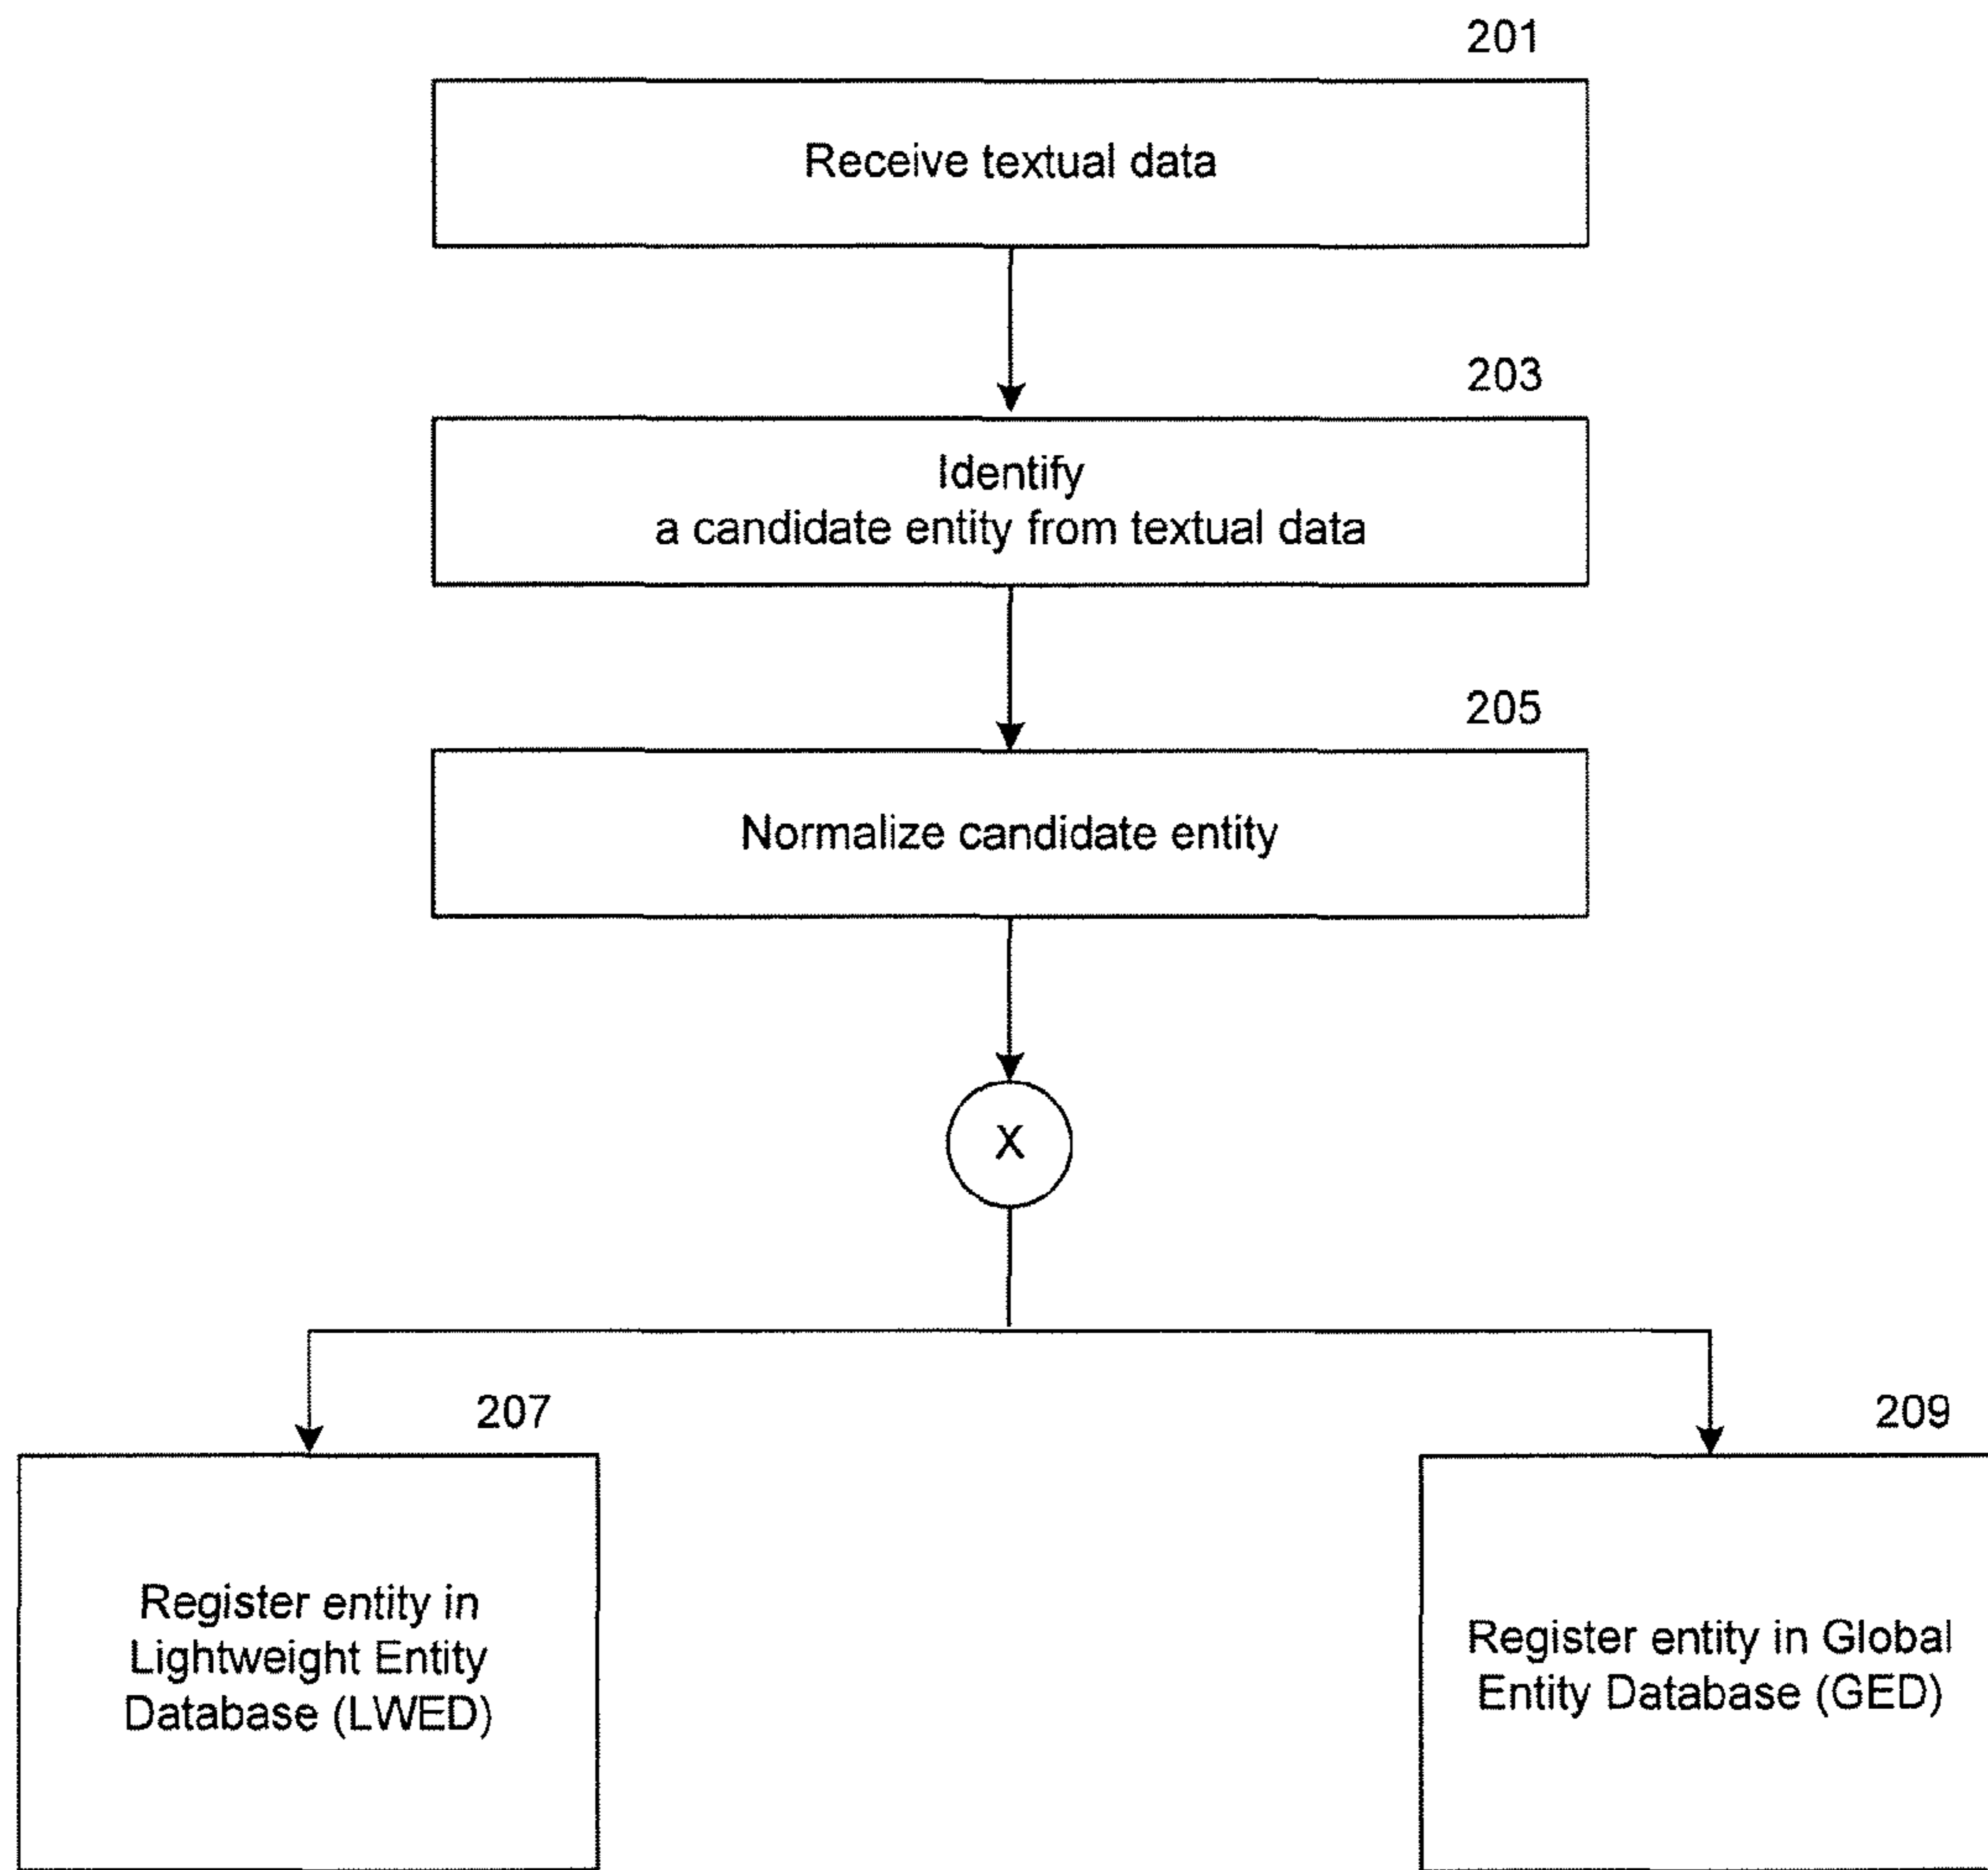 201
Receive textual data
203
Identify
a candidate entity from textual data
205
Normalize candidate entity
X
207
Register entity in
Lightweight Entity
Database (LWED)
209
Register entity in Global
Entity Database (GED)